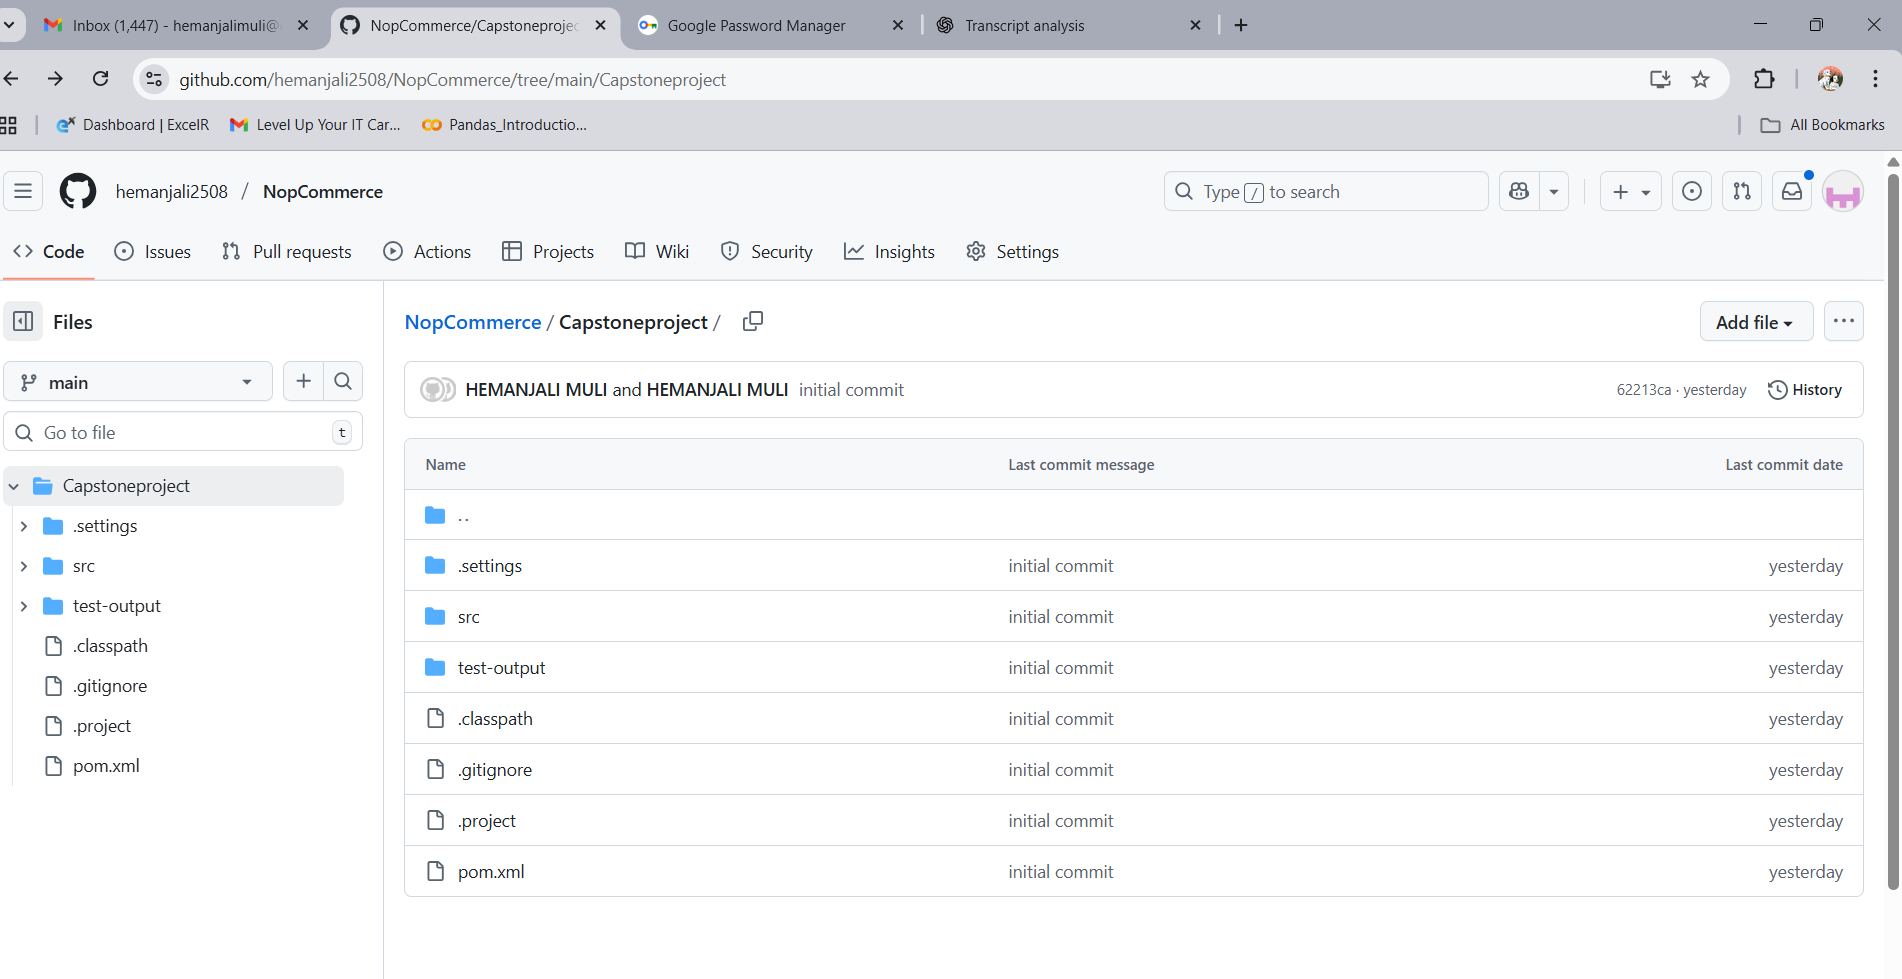 Inbox (1,447) - hemanjalimuli@
NopCommerce/Capstoneprojec
Google Password Manager
Transcript analysis
github.com/hemanjali2508/NopCommerce/tree/main/Capstoneproject
Dashboard | ExcelR
Level Up Your IT Car...
Pandas_Introductio...
All Bookmarks
hemanjali2508 / NopCommerce
Type / to search
Code
Issues
Pull requests
Actions
Projects
Wiki
Security
Insights
Settings
Files
main
Go to file
t
Capstoneproject
.settings
src
test-output
.classpath
.gitignore
.project
pom.xml
NopCommerce / Capstoneproject /
Add file
HEMANJALI MULI and HEMANJALI MULI initial commit
62213ca · yesterday
History
Name Last commit message Last commit date
..
.settings initial commit yesterday
src initial commit yesterday
test-output initial commit yesterday
.classpath initial commit yesterday
.gitignore initial commit yesterday
.project initial commit yesterday
pom.xml initial commit yesterday